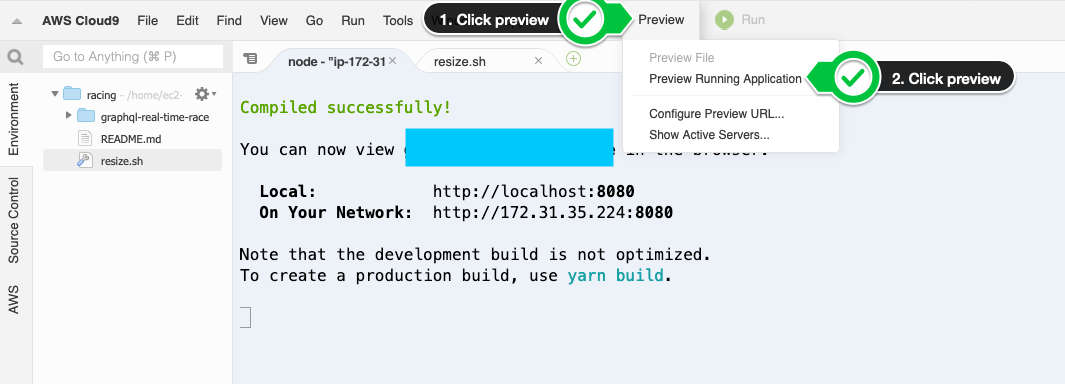 AWS Cloud9 File Edit Find View Go Run Tools 1. Click preview Preview Run
Go to Anything (⌘ P) node - "ip-172-31 × resize.sh ×
Preview File
Preview Running Application 2. Click preview
Configure Preview URL...
Show Active Servers...
Environment
Source Control
AWS
racing - /home/ec2-
graphql-real-time-race
README.md
resize.sh
Compiled successfully!
You can now view in the browser.
Local: http://localhost:8080
On Your Network: http://172.31.35.224:8080
Note that the development build is not optimized.
To create a production build, use yarn build.